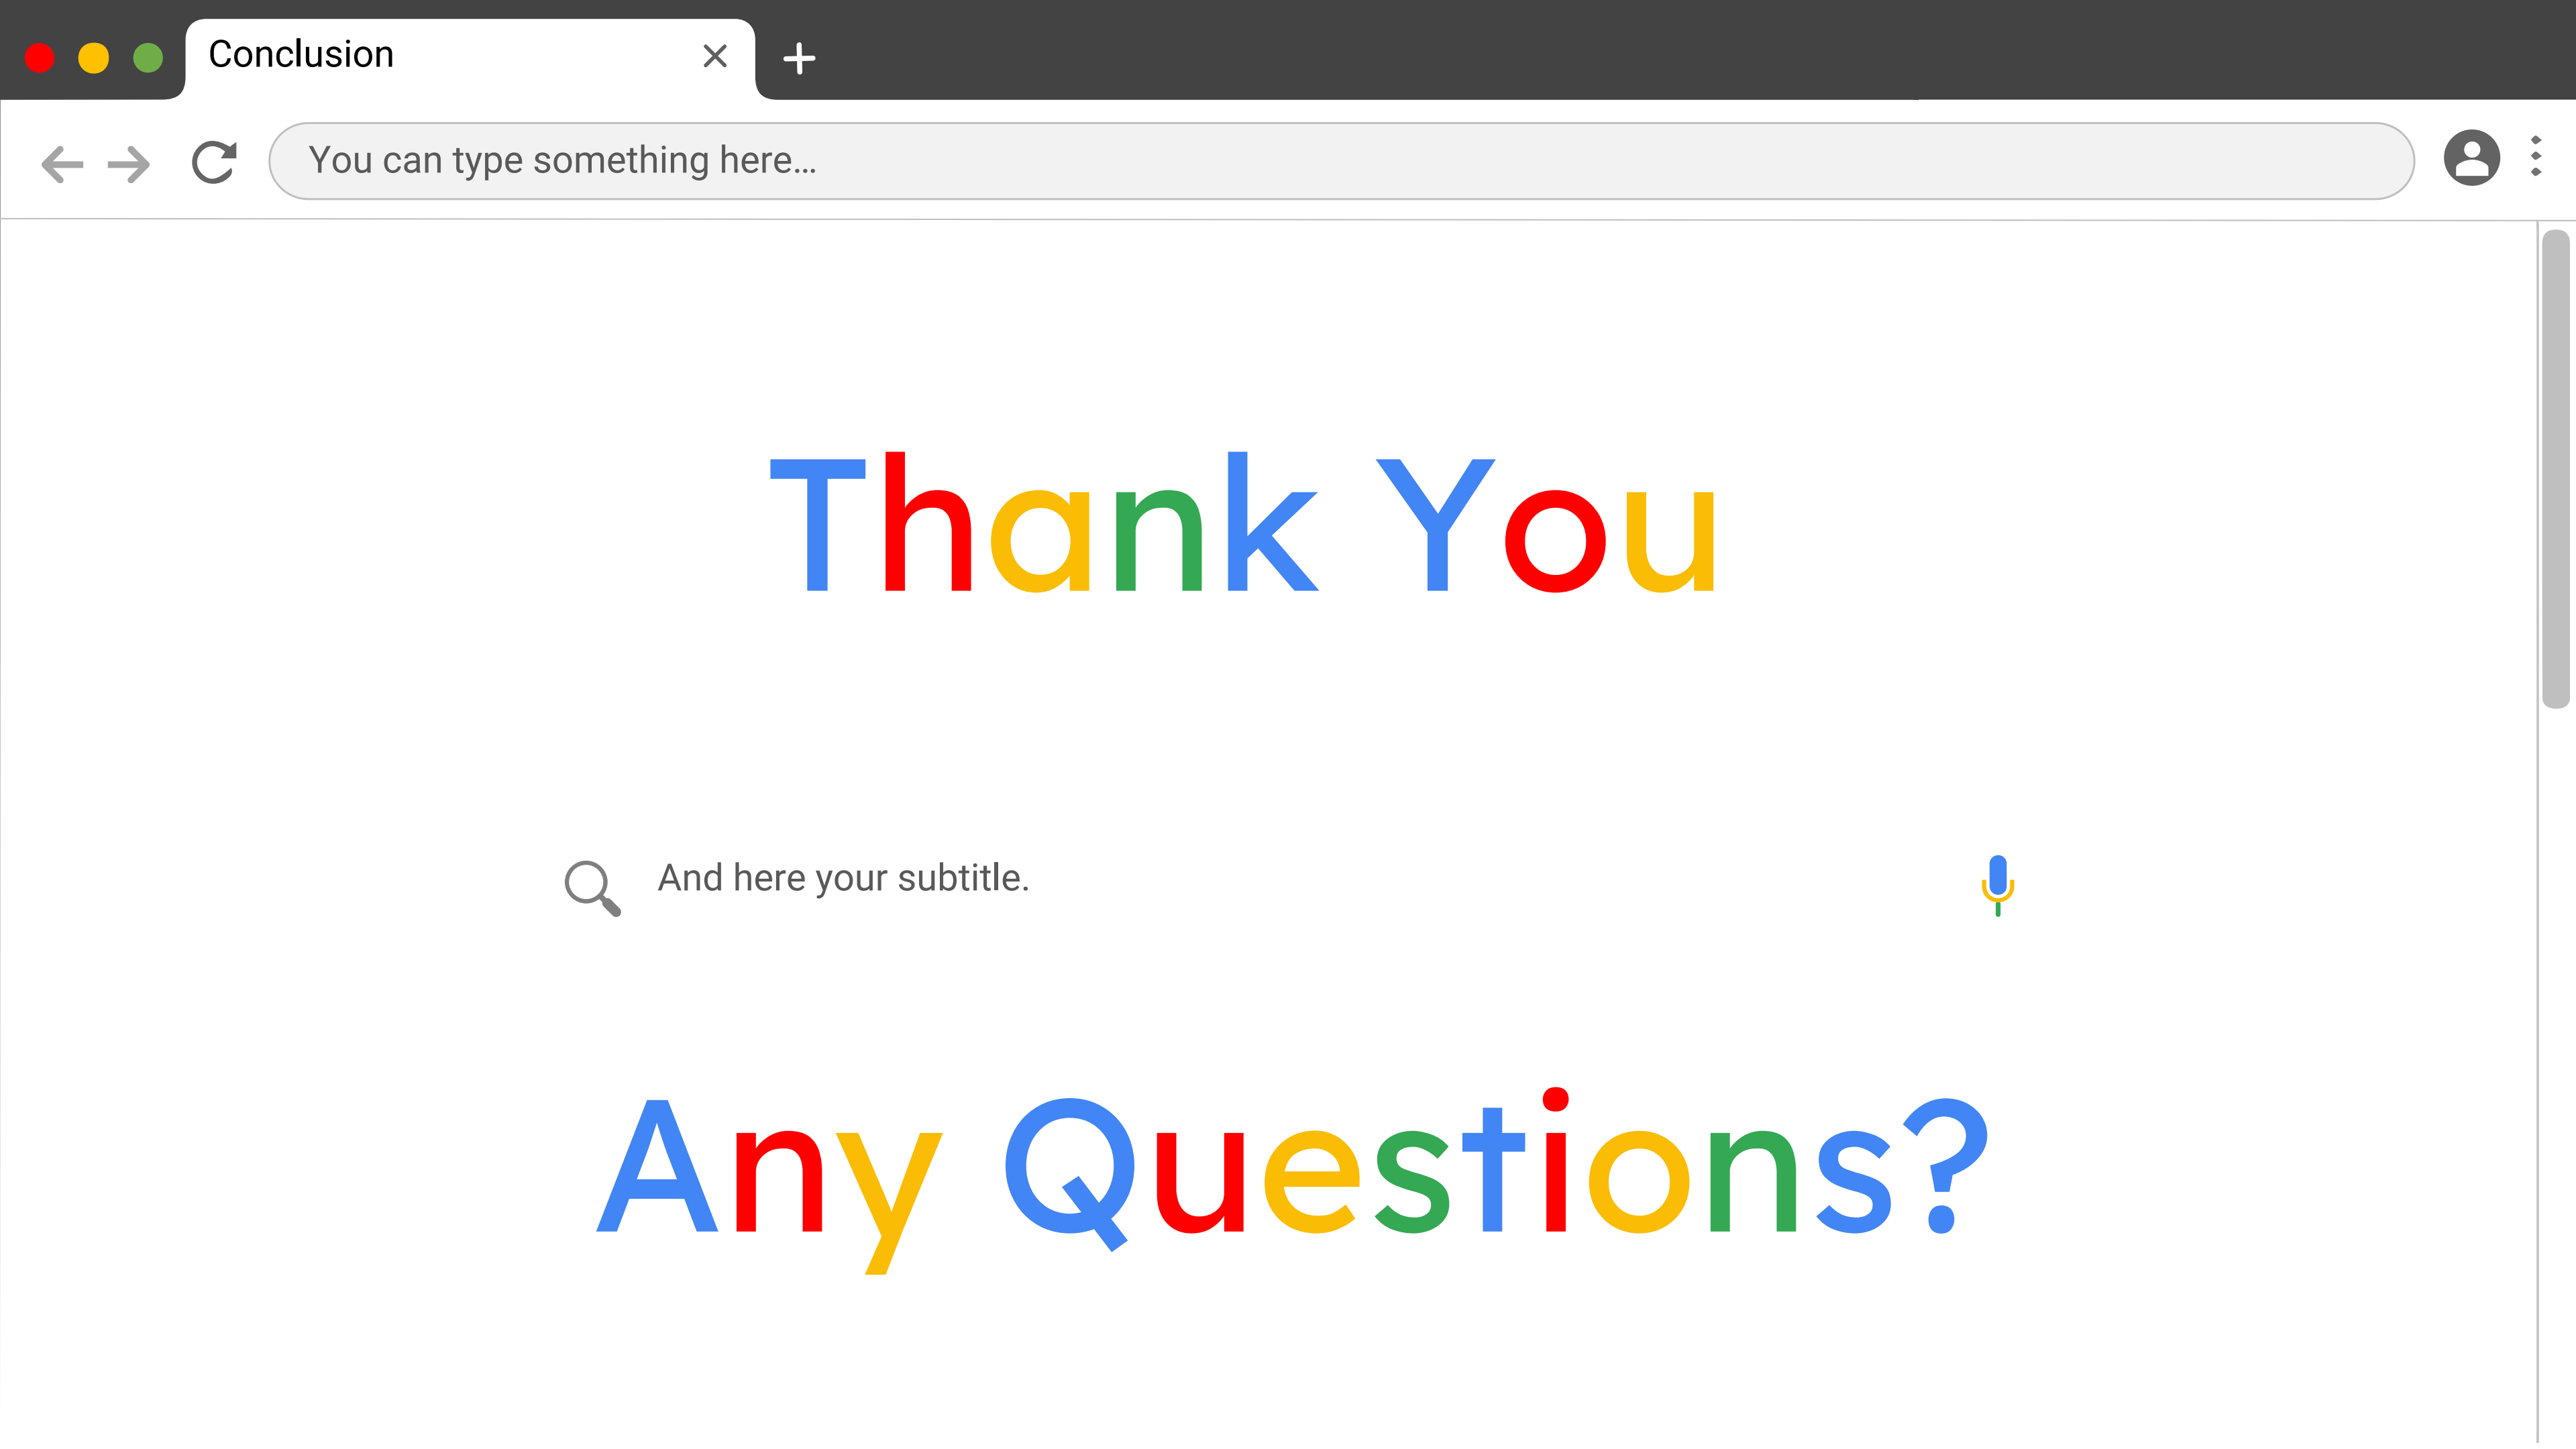 Conclusion
You can type something here...
Thank You
And here your subtitle.
Any Questions?